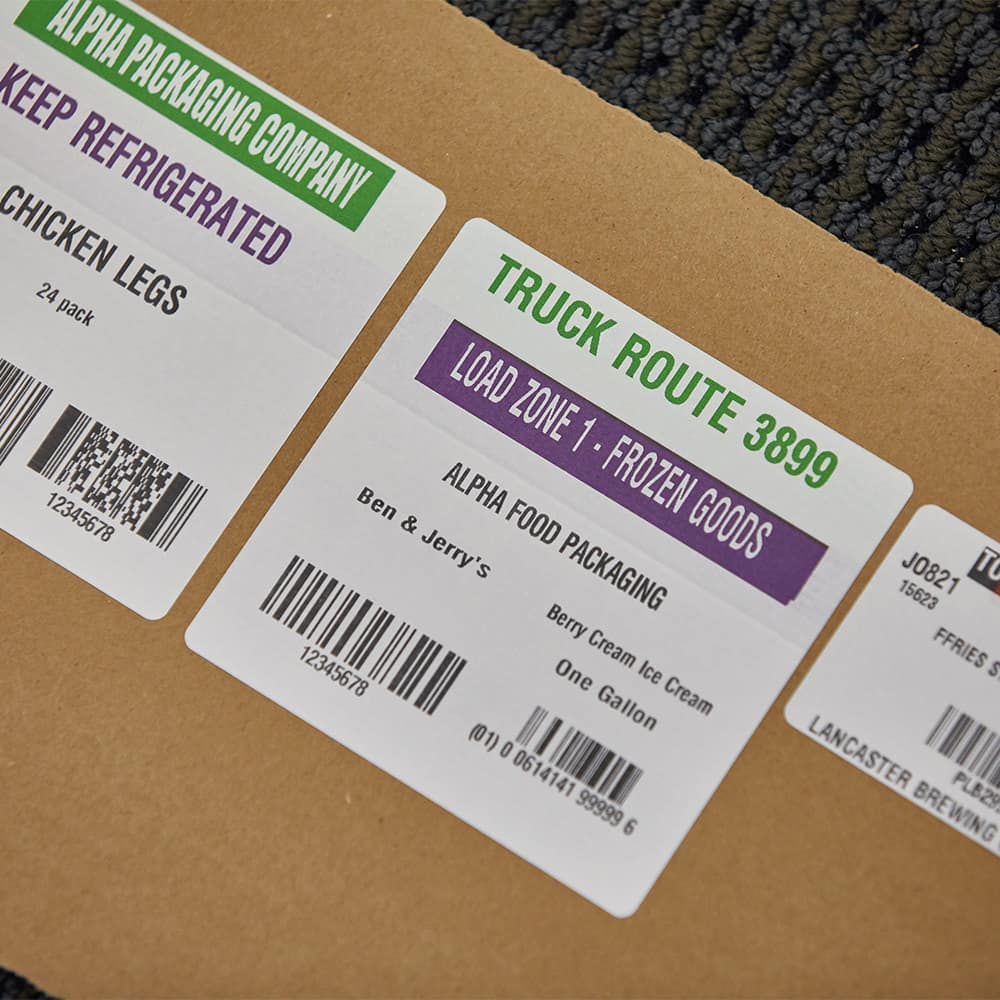 ALPHA PACKAGING COMPANY
KEEP REFRIGERATED
CHICKEN LEGS
24 pack
12345678
TRUCK ROUTE 3899
LOAD ZONE 1 - FROZEN GOODS
ALPHA FOOD PACKAGING
Ben & Jerry's
Berry Cream Ice Cream
One Gallon
12345678
(01) 0 0614141 99999 6
JO821
15623
FFRIES
LANCASTER BREWING